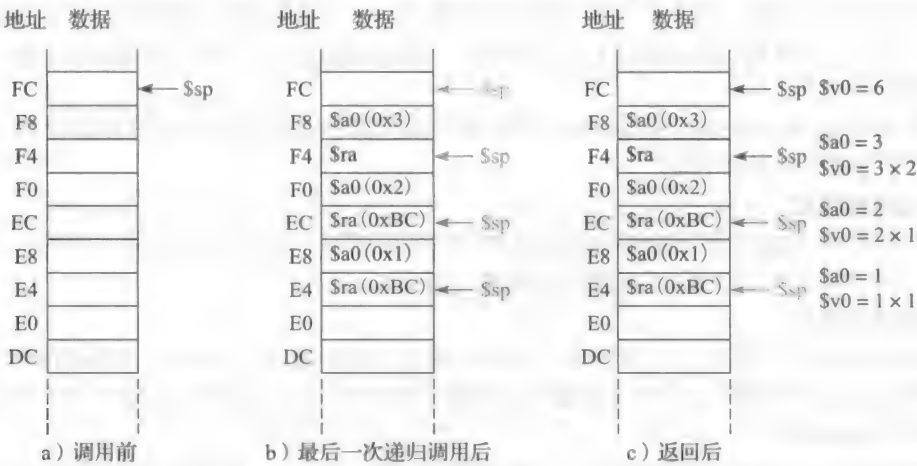 地址 数据
FC
$sp
F8
F4
F0
EC
E8
E4
E0
DC
a）调用前
地址 数据
FC
$sp
F8 $a0(0x3)
F4 $ra
$sp
F0 $a0(0x2)
EC $ra(0xBC)
$sp
E8 $a0(0x1)
E4 $ra(0xBC)
$sp
E0
DC
b）最后一次递归调用后
地址 数据
FC
$sp $v0 = 6
F8 $a0(0x3)
F4 $ra
$sp
$a0 = 3
$v0 = 3 × 2
F0 $a0(0x2)
EC $ra(0xBC)
$sp
$a0 = 2
$v0 = 2 × 1
E8 $a0(0x1)
E4 $ra(0xBC)
$sp
$a0 = 1
$v0 = 1 × 1
E0
DC
c）返回后